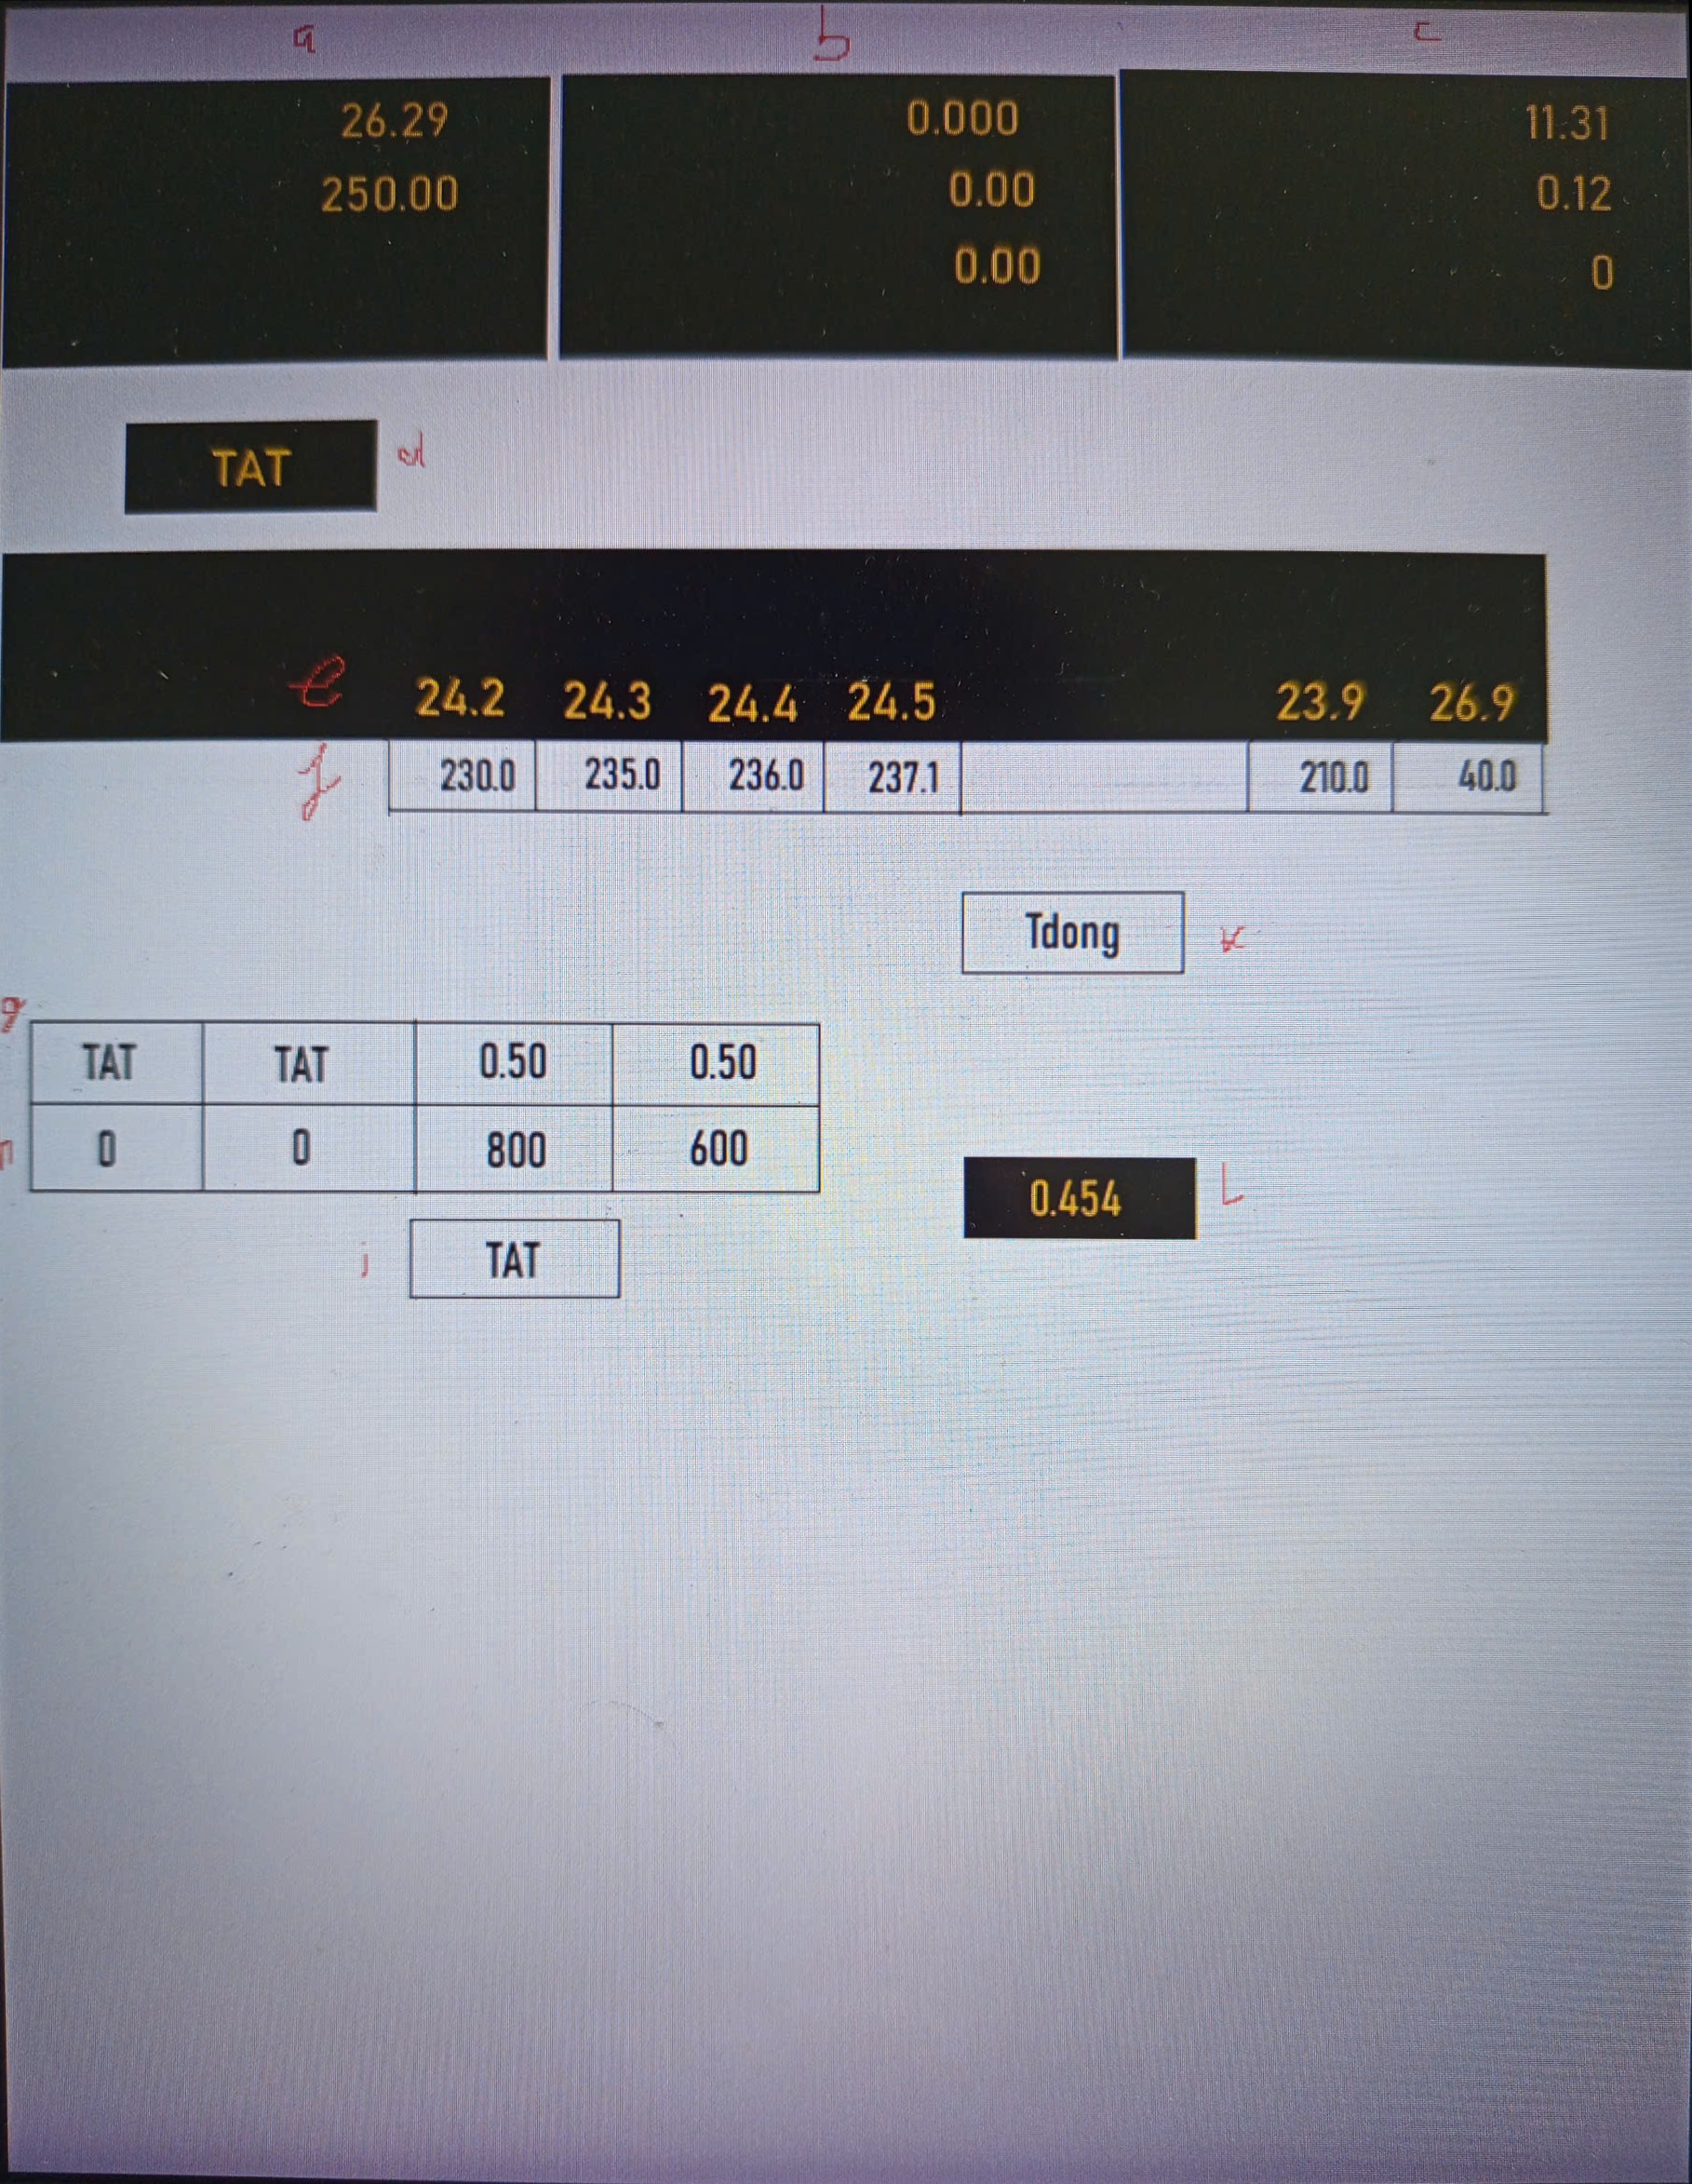 a b c
26.29 0.000 11.31
250.00 0.00 0.12
0.00 0
TAT d
e 24.2 24.3 24.4 24.5 23.9 26.9
f 230.0 235.0 236.0 237.1 210.0 40.0
Tdong K
g
TAT TAT 0.50 0.50
0 0 800 600
0.454 L
j TAT